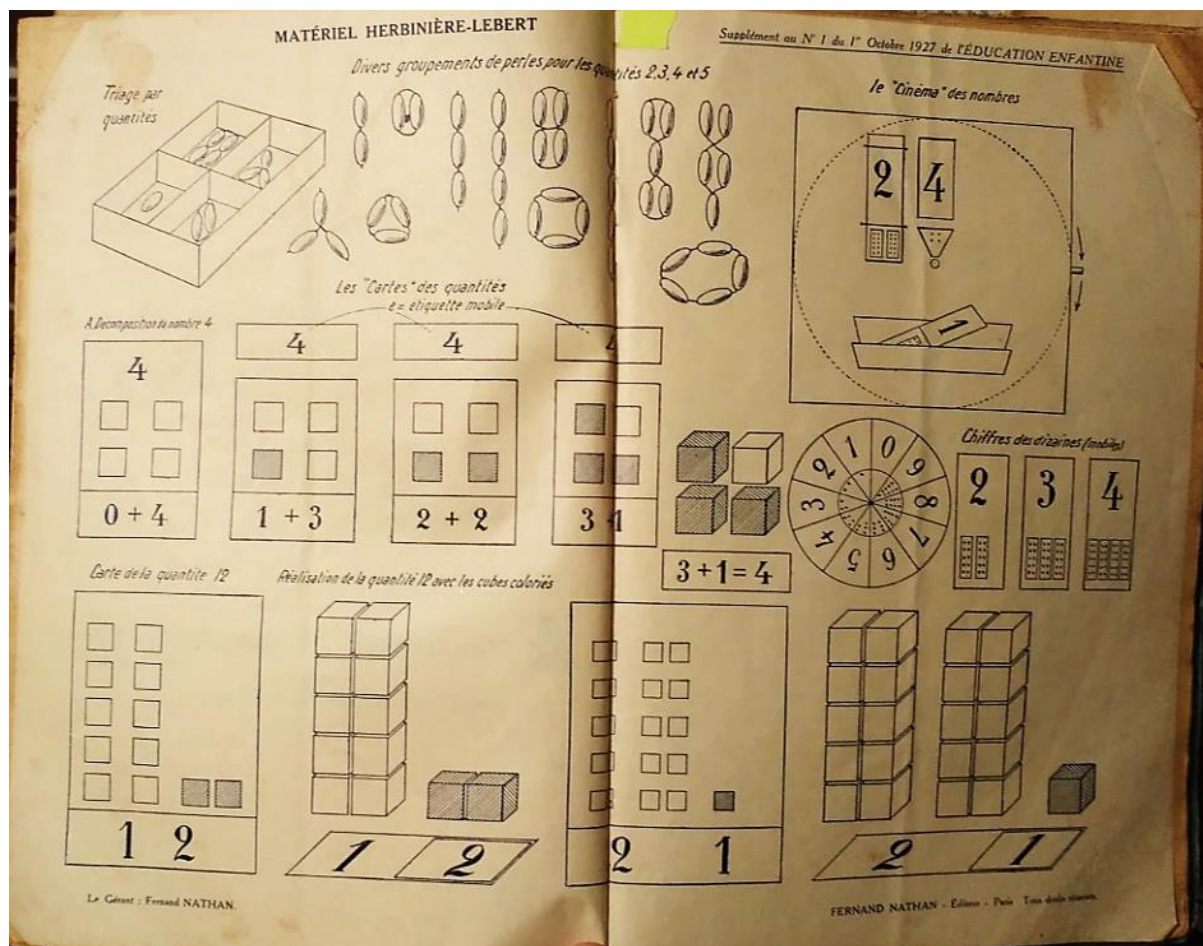 MATÉRIEL HERBINIÈRE-LEBERT
Supplément au N° 1 du 1er Octobre 1927 de l'ÉDUCATION ENFANTINE
Triage par
quantités
Divers groupements de perles pour les quantités 2, 3, 4 et 5
le "Cinéma" des nombres
2 4
1
Les "Cartes" des quantités
e = étiquette mobile
A. Décomposition du nombre 4
4
4
4
4
0 + 4
1 + 3
2 + 2
3 1
3 + 1 = 4
0 9 8 7 6 5 4 3 2 1
Chiffres des dizaines (mobiles)
2
3
4
Carte de la quantité 12
Réalisation de la quantité 12 avec les cubes coloriés
1 2
1 2
2 1
2 1
Le Gérant : Fernand NATHAN.
FERNAND NATHAN - Éditeur - Paris Tous droits réservés.